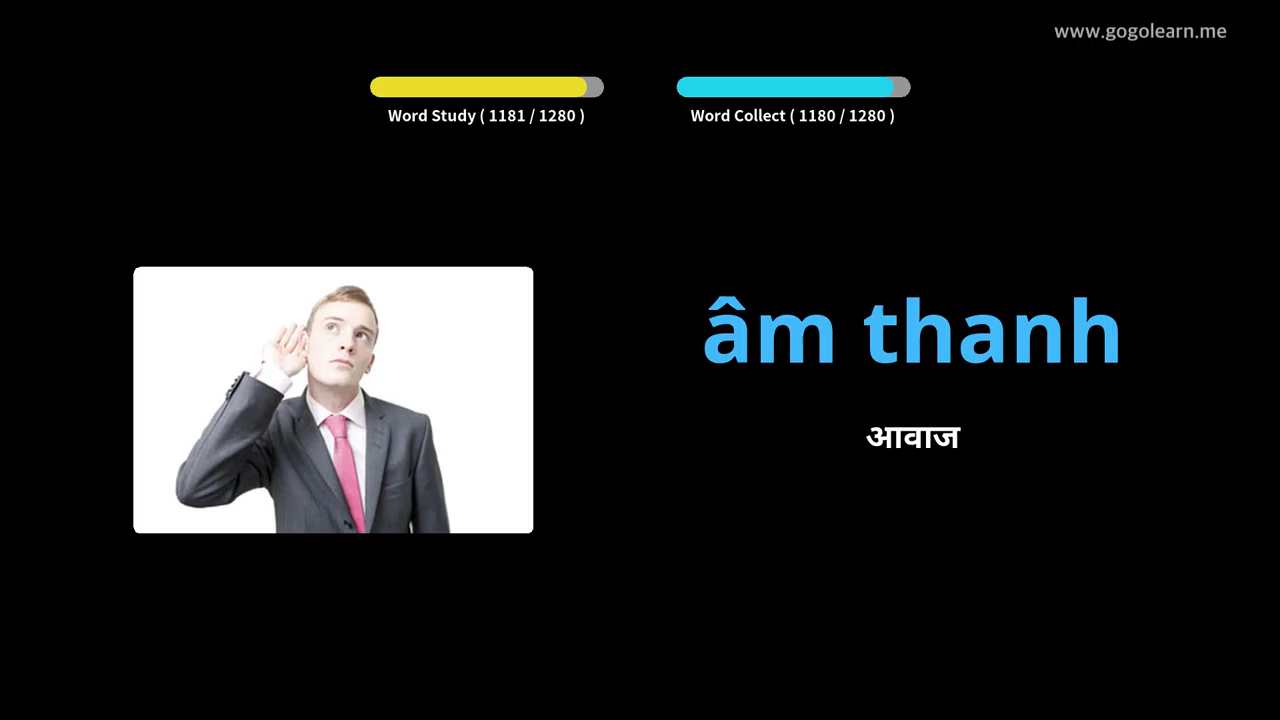 www.gogolearn.me
Word Study ( 1181 / 1280 )
Word Collect ( 1180 / 1280 )
âm thanh
आवाज